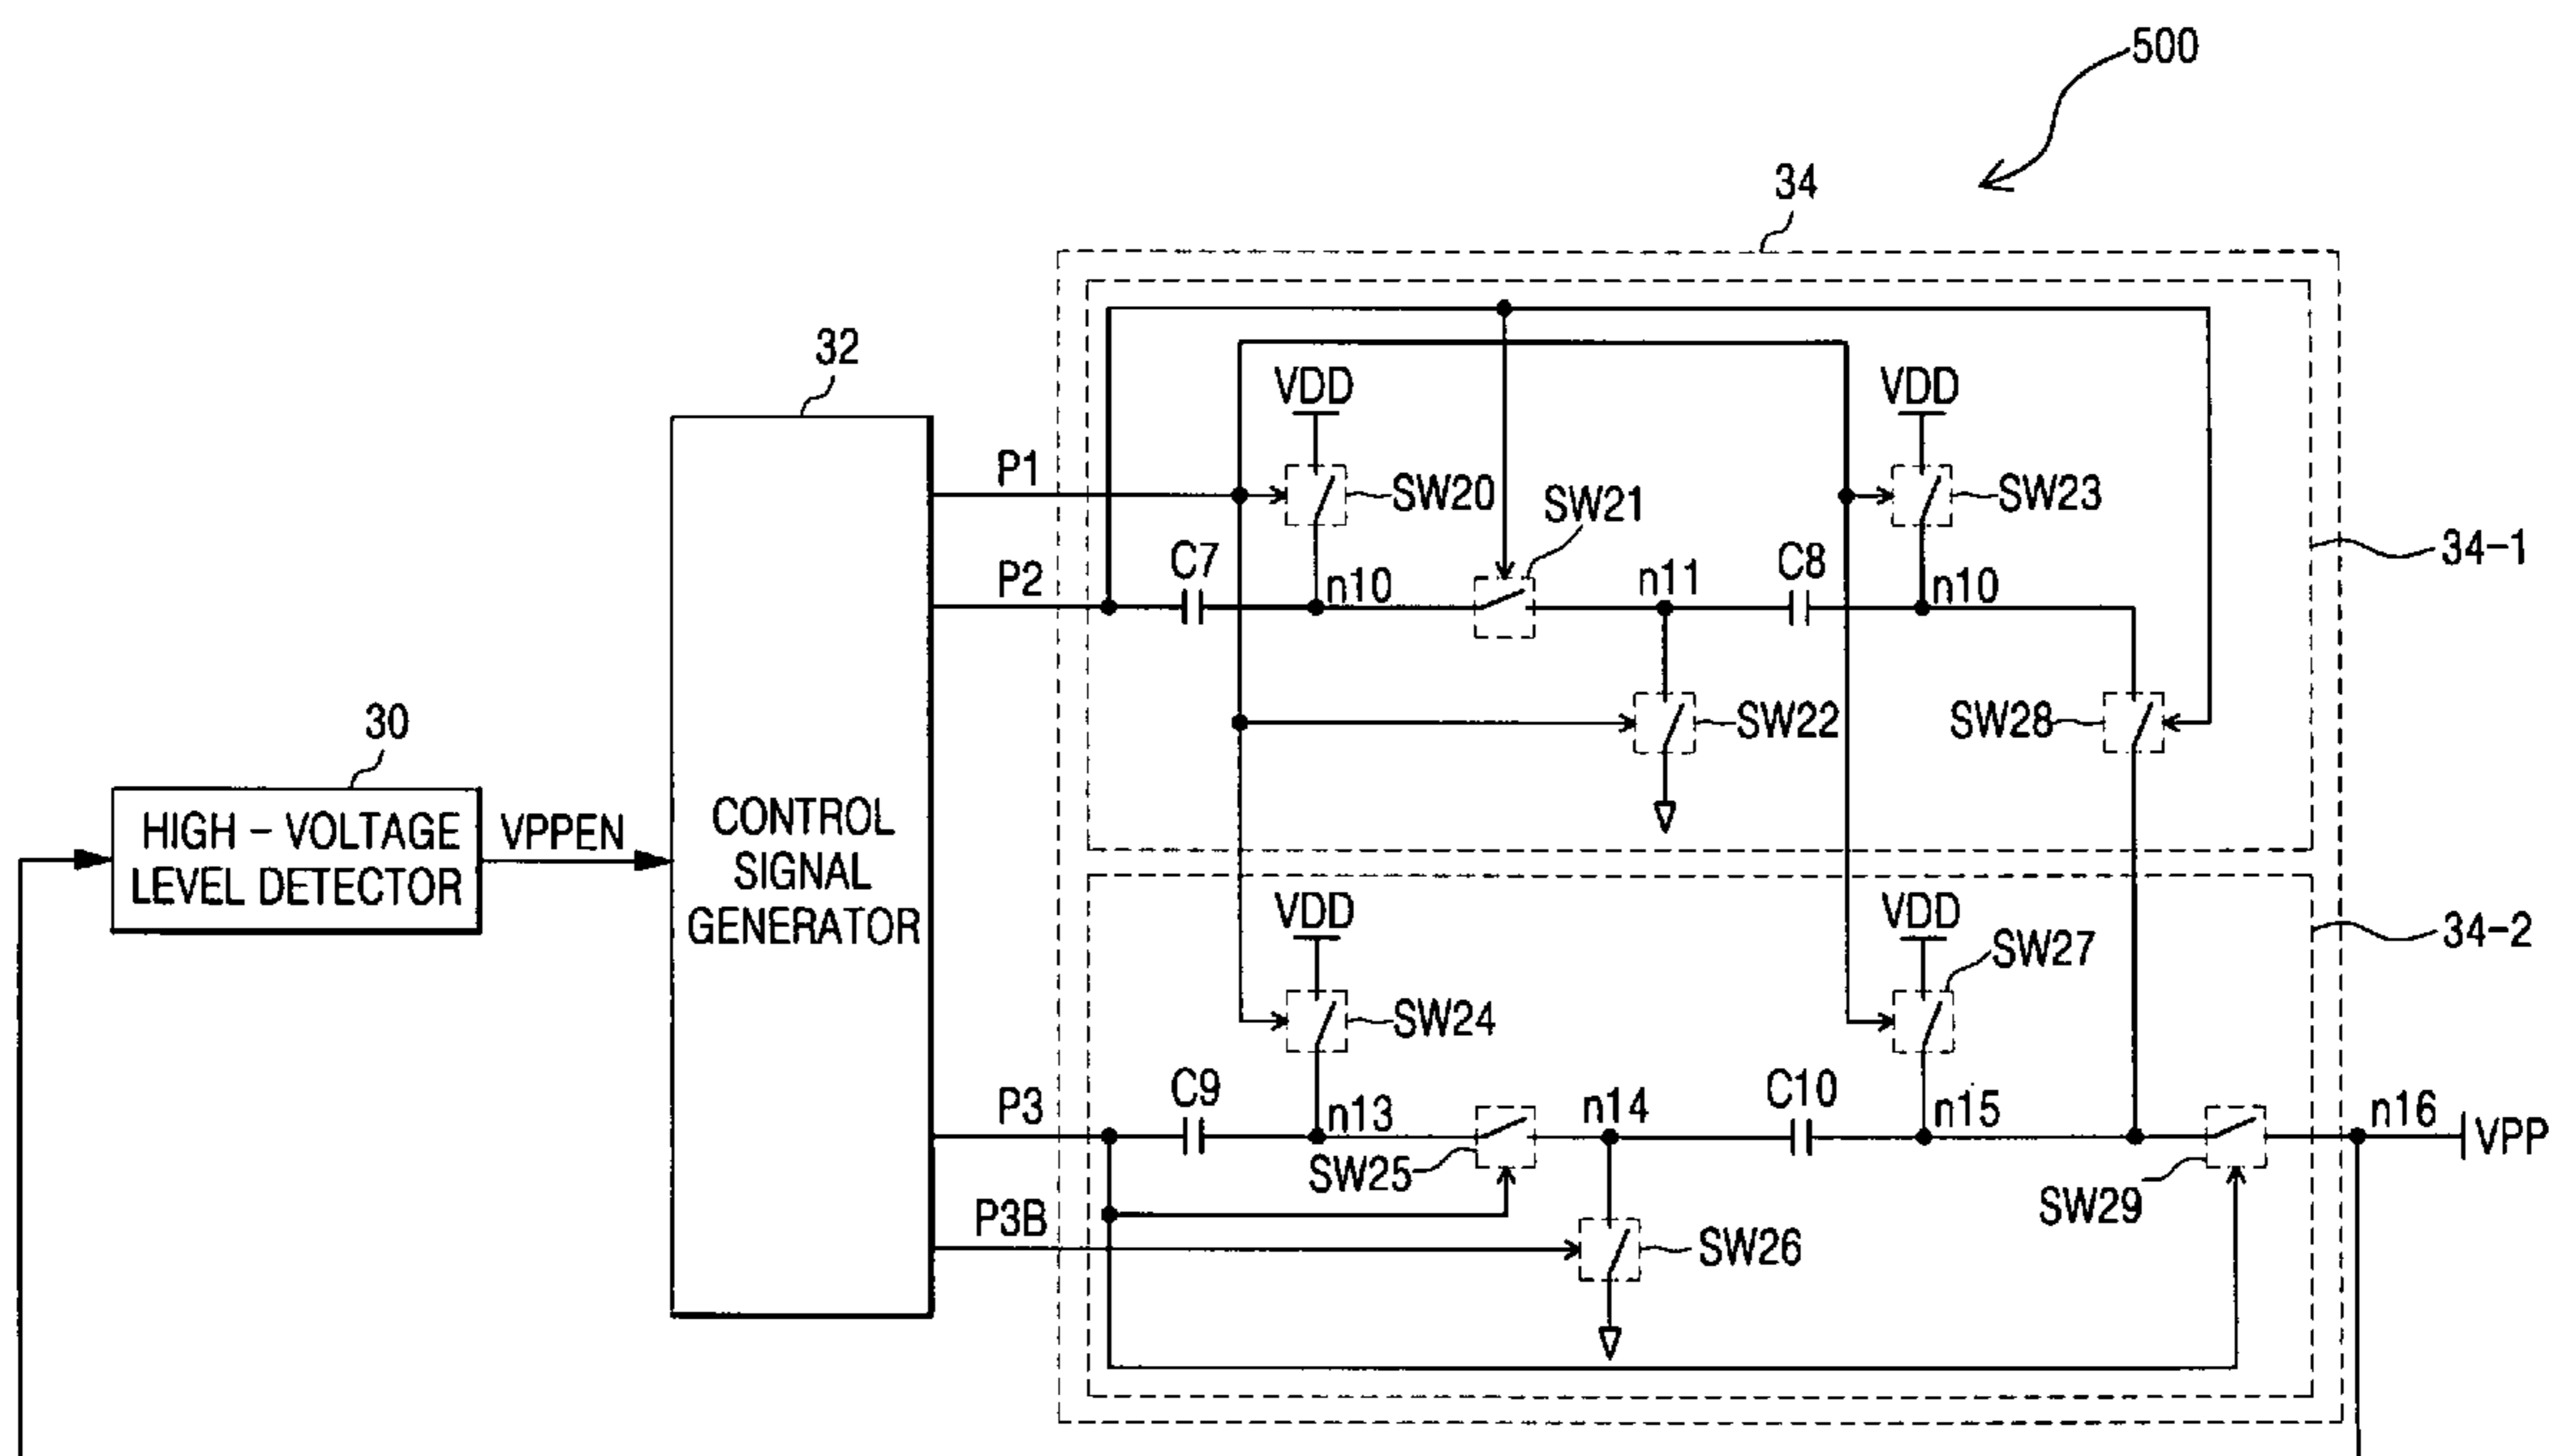 500
34
32
VDD
VDD
P1
SW20
SW21
SW23
34-1
P2
C7
n10
n11
C8
n10
30
SW22
SW28
HIGH – VOLTAGE
LEVEL DETECTOR
VPPEN
CONTROL
SIGNAL
GENERATOR
VDD
VDD
34-2
SW27
SW24
P3
C9
n13
n14
C10
n15
n16
VPP
SW25
SW29
P3B
SW26